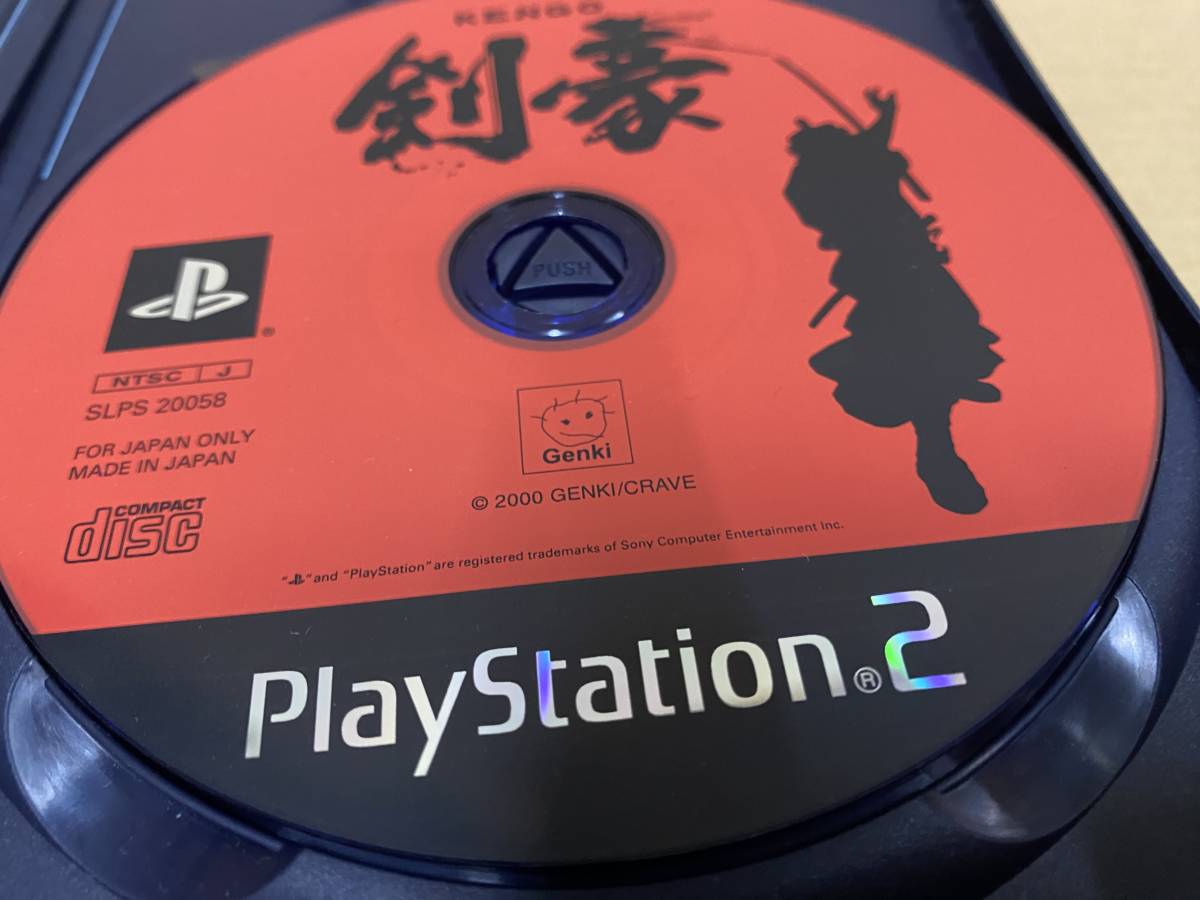 KENGO
剣豪
PUSH
®
NTSC J
SLPS 20058
FOR JAPAN ONLY
MADE IN JAPAN
COMPACT
disc
Genki
© 2000 GENKI/CRAVE
" " and "PlayStation" are registered trademarks of Sony Computer Entertainment Inc.
PlayStation®2